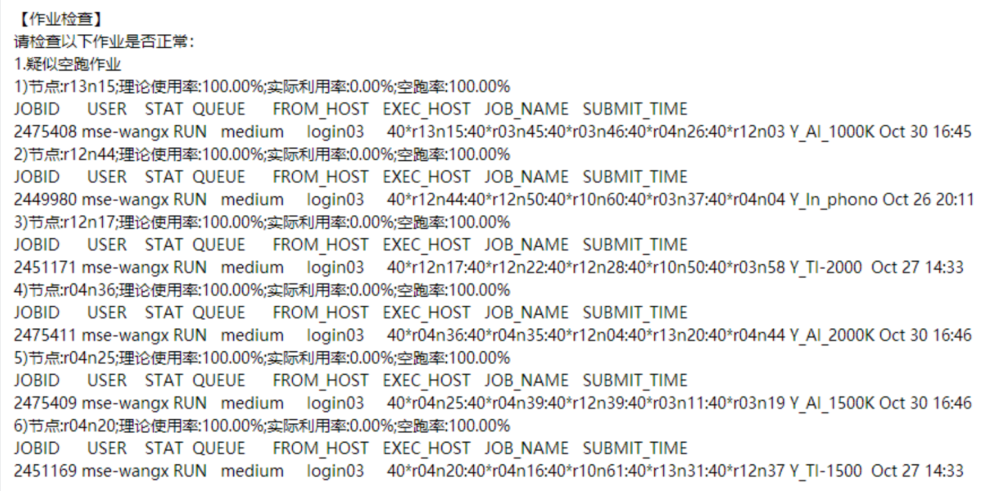 【作业检查】
请检查以下作业是否正常：
1.疑似空跑作业
1)节点:r13n15;理论使用率:100.00%;实际利用率:0.00%;空跑率:100.00%
JOBID USER STAT QUEUE FROM_HOST EXEC_HOST JOB_NAME SUBMIT_TIME
2475408 mse-wangx RUN medium login03 40*r13n15:40*r03n45:40*r03n46:40*r04n26:40*r12n03 Y_Al_1000K Oct 30 16:45
2)节点:r12n44;理论使用率:100.00%;实际利用率:0.00%;空跑率:100.00%
JOBID USER STAT QUEUE FROM_HOST EXEC_HOST JOB_NAME SUBMIT_TIME
2449980 mse-wangx RUN medium login03 40*r12n44:40*r12n50:40*r10n60:40*r03n37:40*r04n04 Y_In_phono Oct 26 20:11
3)节点:r12n17;理论使用率:100.00%;实际利用率:0.00%;空跑率:100.00%
JOBID USER STAT QUEUE FROM_HOST EXEC_HOST JOB_NAME SUBMIT_TIME
2451171 mse-wangx RUN medium login03 40*r12n17:40*r12n22:40*r12n28:40*r10n50:40*r03n58 Y_Tl-2000 Oct 27 14:33
4)节点:r04n36;理论使用率:100.00%;实际利用率:0.00%;空跑率:100.00%
JOBID USER STAT QUEUE FROM_HOST EXEC_HOST JOB_NAME SUBMIT_TIME
2475411 mse-wangx RUN medium login03 40*r04n36:40*r04n35:40*r12n04:40*r13n20:40*r04n44 Y_Al_2000K Oct 30 16:46
5)节点:r04n25;理论使用率:100.00%;实际利用率:0.00%;空跑率:100.00%
JOBID USER STAT QUEUE FROM_HOST EXEC_HOST JOB_NAME SUBMIT_TIME
2475409 mse-wangx RUN medium login03 40*r04n25:40*r04n39:40*r12n39:40*r03n11:40*r03n19 Y_Al_1500K Oct 30 16:46
6)节点:r04n20;理论使用率:100.00%;实际利用率:0.00%;空跑率:100.00%
JOBID USER STAT QUEUE FROM_HOST EXEC_HOST JOB_NAME SUBMIT_TIME
2451169 mse-wangx RUN medium login03 40*r04n20:40*r04n16:40*r10n61:40*r13n31:40*r12n37 Y_Tl-1500 Oct 27 14:33